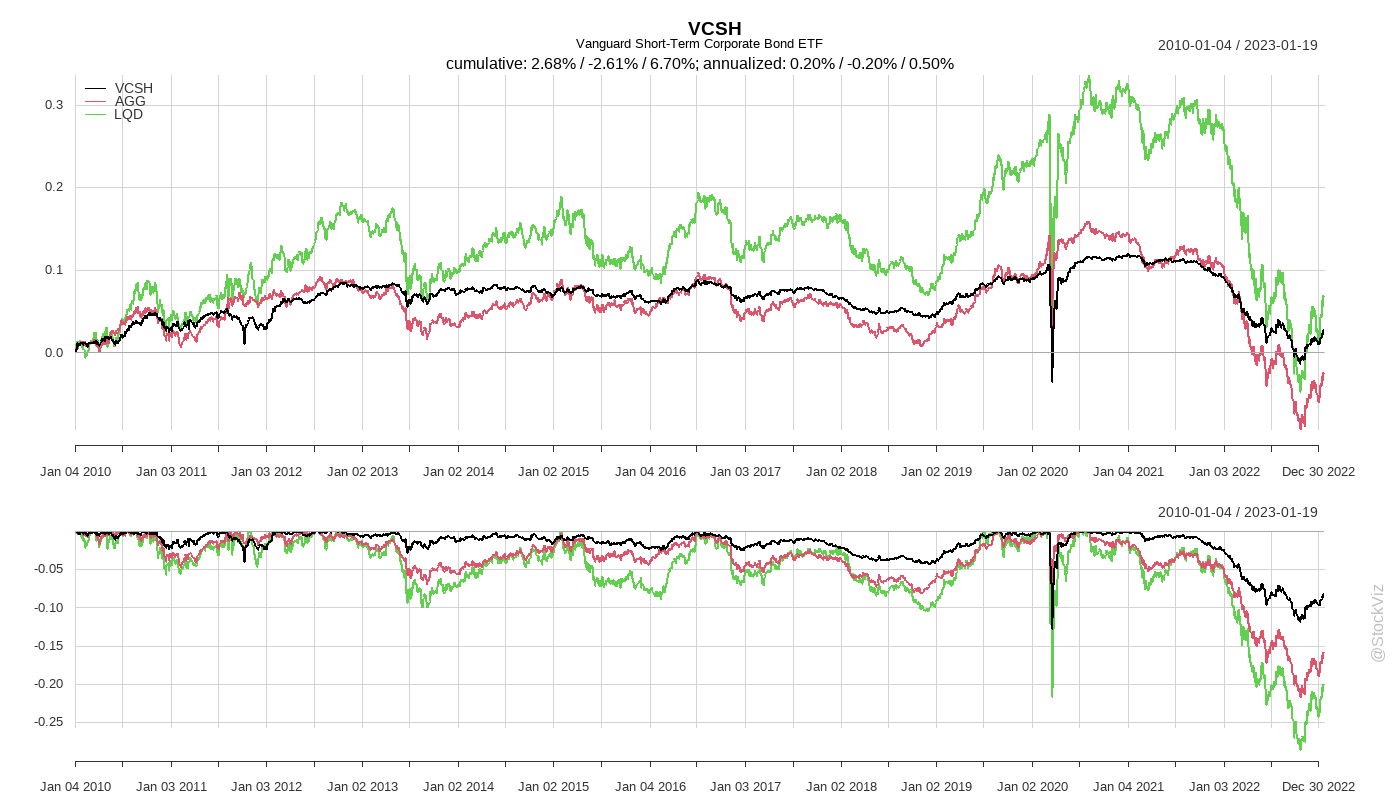 VCSH
Vanguard Short-Term Corporate Bond ETF
2010-01-04 / 2023-01-19
cumulative: 2.68% / -2.61% / 6.70%; annualized: 0.20% / -0.20% / 0.50%
VCSH
AGG
LQD
0.3
0.2
0.1
0.0
Jan 04 2010 Jan 03 2011 Jan 03 2012 Jan 02 2013 Jan 02 2014 Jan 02 2015 Jan 04 2016 Jan 03 2017 Jan 02 2018 Jan 02 2019 Jan 02 2020 Jan 04 2021 Jan 03 2022 Dec 30 2022
2010-01-04 / 2023-01-19
-0.05
-0.10
-0.15
-0.20
-0.25
Jan 04 2010 Jan 03 2011 Jan 03 2012 Jan 02 2013 Jan 02 2014 Jan 02 2015 Jan 04 2016 Jan 03 2017 Jan 02 2018 Jan 02 2019 Jan 02 2020 Jan 04 2021 Jan 03 2022 Dec 30 2022
@StockViz